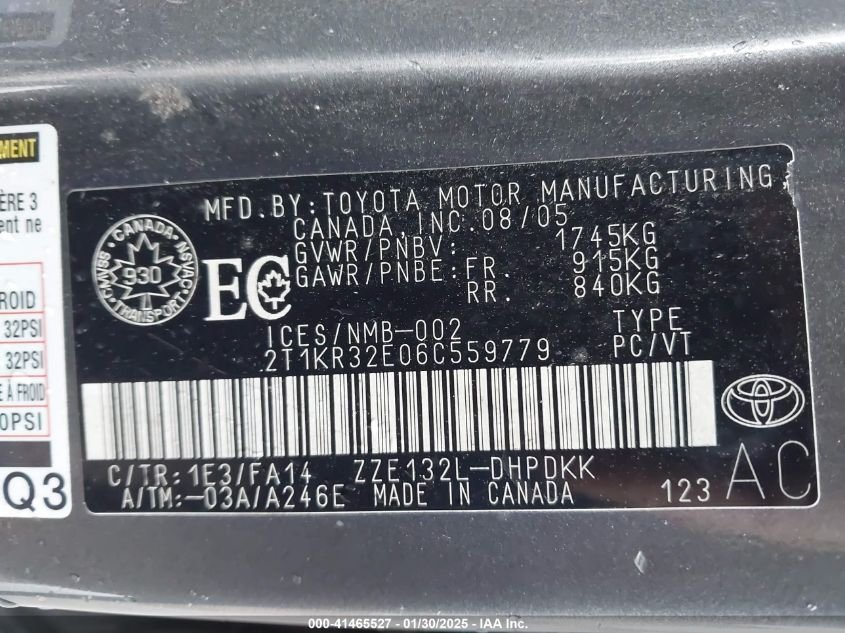 MENT
ÈRE 3
ent ne
ROID
32PSI
32PSI
E À FROID
0PSI
Q3
MFD. BY: TOYOTA MOTOR MANUFACTURING
CANADA, INC. 08/05
GVWR/PNBV: 1745KG
GAWR/PNBE: FR. 915KG
RR. 840KG
CANADA
CMVSS NSVAC
930
TRANSPORT
EC
ICES/NMB-002 TYPE
2T1KR32E06C559779 PC/VT
C/TR: 1E3/FA14 ZZE132L-DHPDKK
A/TM: -03A/A246E MADE IN CANADA
123 AC
000-41465527 - 01/30/2025 - IAA Inc.